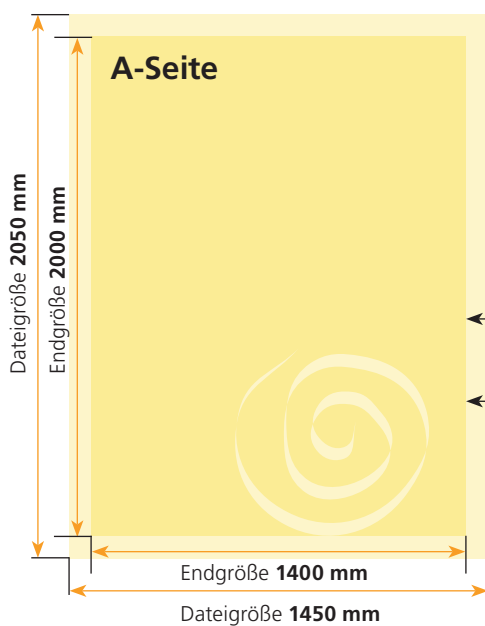 A-Seite
Dateigröße 2050 mm
Endgröße 2000 mm
Endgröße 1400 mm
Dateigröße 1450 mm